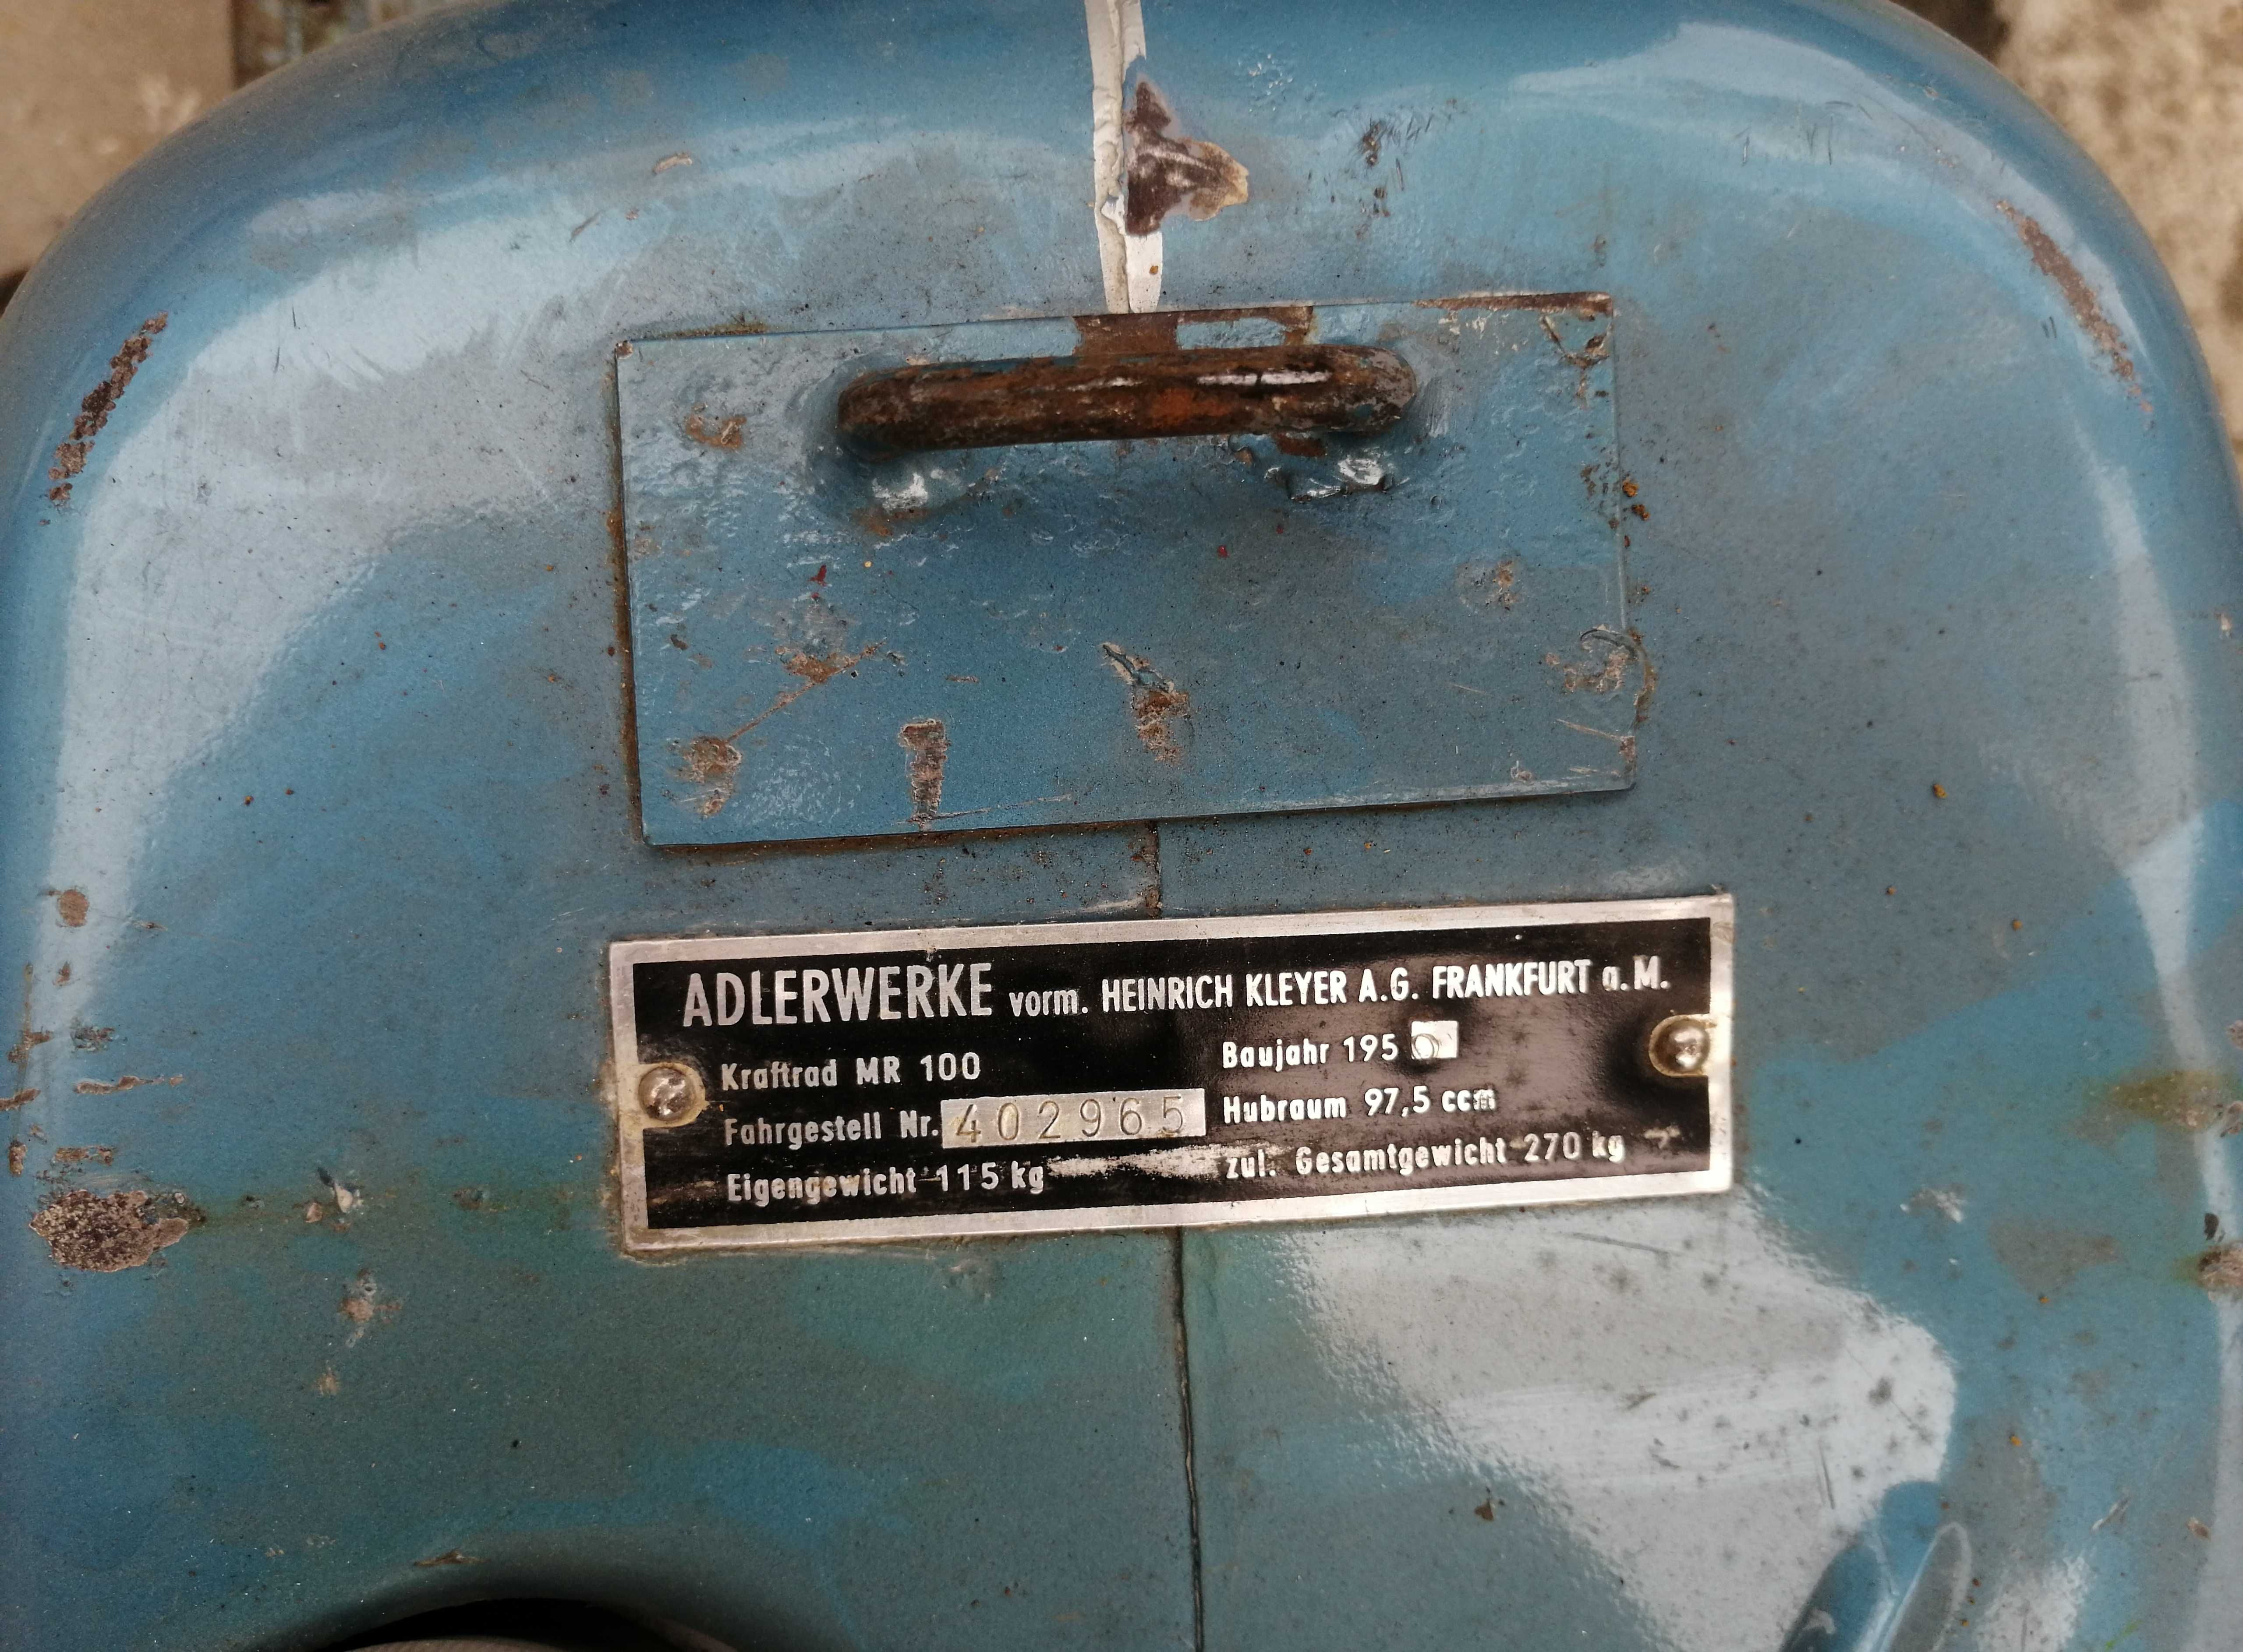 ADLERWERKE vorm. HEINRICH KLEYER A.G. FRANKFURT a.M.
Kraftrad MR 100
Baujahr 195
Fahrgestell Nr. 402965
Hubraum 97,5 ccm
Eigengewicht 115 kg
zul. Gesamtgewicht 270 kg